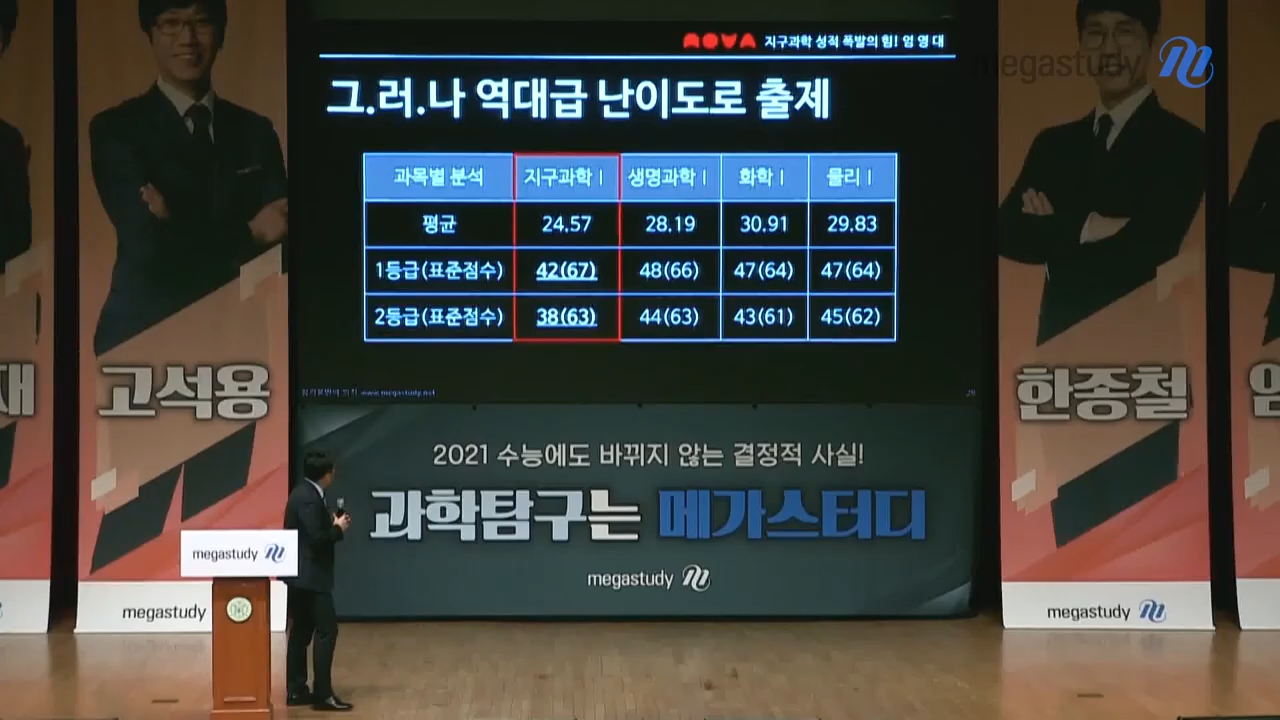 지구과학 성적 폭발의 힘! 엄 영 대
megastudy
그.러.나 역대급 난이도로 출제
과목별 분석 지구과학 I 생명과학 I 화학 I 물리 I
평균 24.57 28.19 30.91 29.83
1등급(표준점수) 42(67) 48(66) 47(64) 47(64)
2등급(표준점수) 38(63) 44(63) 43(61) 45(62)
www.megastudy.net
재
고석용
한종철
엄
2021 수능에도 바뀌지 않는 결정적 사실!
과학탐구는 메가스터디
megastudy
megastudy
megastudy
megastudy